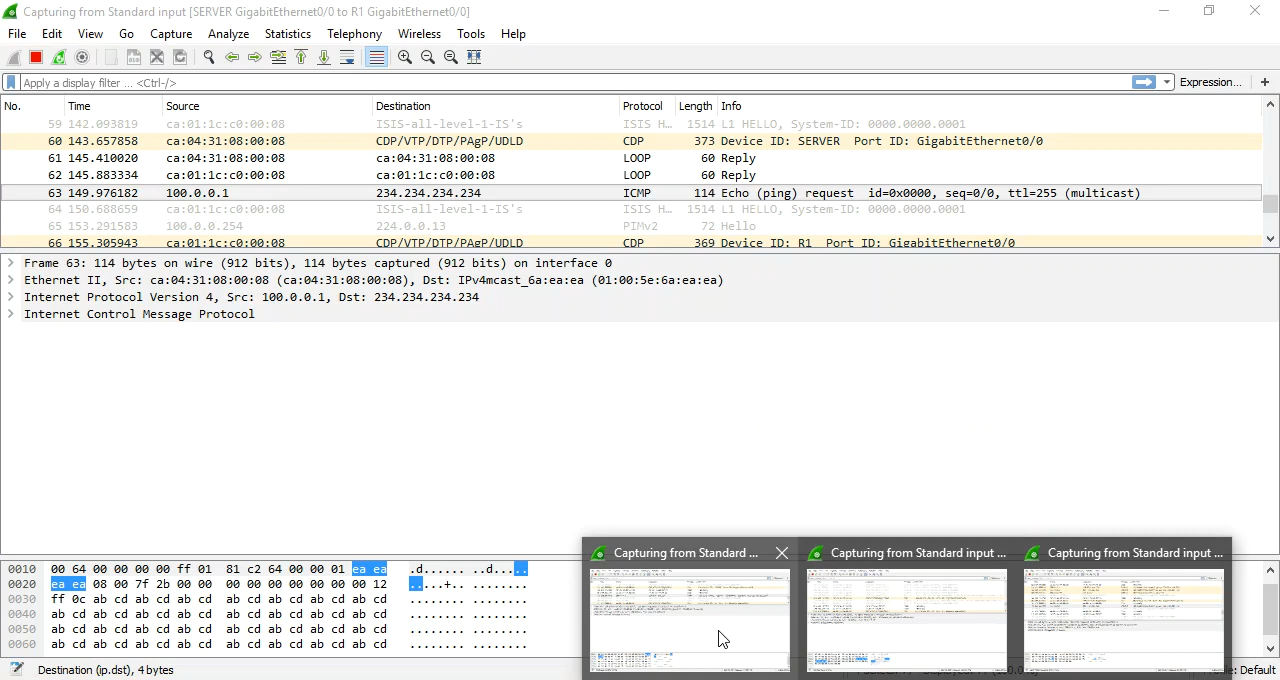 Capturing from Standard input [SERVER GigabitEthernet0/0 to R1 GigabitEthernet0/0]
File Edit View Go Capture Analyze Statistics Telephony Wireless Tools Help
Apply a display filter ... <Ctrl-/> Expression... +
No. Time Source Destination Protocol Length Info
59 142.093819 ca:01:1c:c0:00:08 ISIS-all-level-1-IS's ISIS H… 1514 L1 HELLO, System-ID: 0000.0000.0001
60 143.657858 ca:04:31:08:00:08 CDP/VTP/DTP/PAgP/UDLD CDP 373 Device ID: SERVER Port ID: GigabitEthernet0/0
61 145.410020 ca:04:31:08:00:08 ca:04:31:08:00:08 LOOP 60 Reply
62 145.883334 ca:01:1c:c0:00:08 ca:01:1c:c0:00:08 LOOP 60 Reply
63 149.976182 100.0.0.1 234.234.234.234 ICMP 114 Echo (ping) request id=0x0000, seq=0/0, ttl=255 (multicast)
64 150.688659 ca:01:1c:c0:00:08 ISIS-all-level-1-IS's ISIS H… 1514 L1 HELLO, System-ID: 0000.0000.0001
65 153.291583 100.0.0.254 224.0.0.13 PIMv2 72 Hello
66 155.305943 ca:01:1c:c0:00:08 CDP/VTP/DTP/PAgP/UDLD CDP 369 Device ID: R1 Port ID: GigabitEthernet0/0
Frame 63: 114 bytes on wire (912 bits), 114 bytes captured (912 bits) on interface 0
Ethernet II, Src: ca:04:31:08:00:08 (ca:04:31:08:00:08), Dst: IPv4mcast_6a:ea:ea (01:00:5e:6a:ea:ea)
Internet Protocol Version 4, Src: 100.0.0.1, Dst: 234.234.234.234
Internet Control Message Protocol
Capturing from Standard ... Capturing from Standard input ... Capturing from Standard input ...
0010 00 64 00 00 00 00 ff 01 81 c2 64 00 00 01 ea ea .d...... ..d.....
0020 ea ea
0030 ff 0c ab cd ab cd ab cd ab cd ab cd ab cd ab cd ........ ........
0040 ab cd ab cd ab cd ab cd ab cd ab cd ab cd ab cd ........ ........
0050 ab cd ab cd ab cd ab cd ab cd ab cd ab cd ab cd ........ ........
0060 ab cd ab cd ab cd ab cd ab cd ab cd ab cd ab cd ........ ........
Destination 4 bytes Default